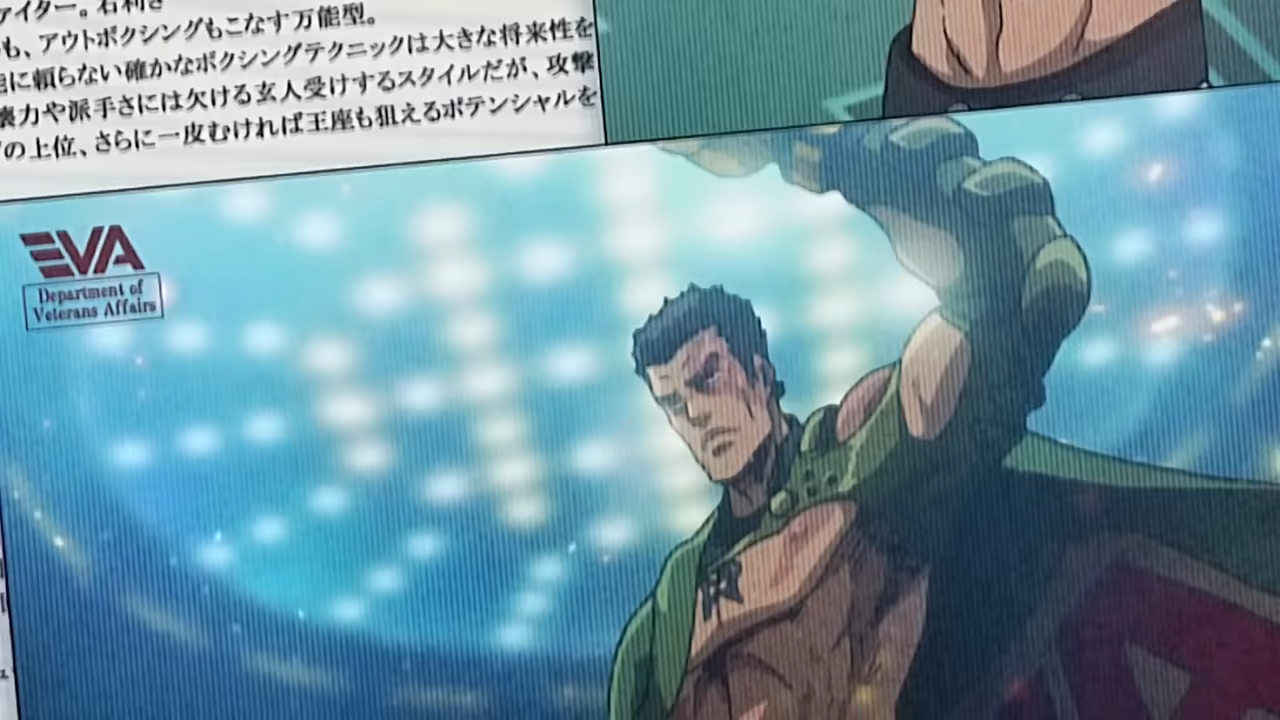 ァイター。右利き
も、アウトボクシングもこなす万能型。
能に頼らない確かなボクシングテクニックは大きな将来性を
壊力や派手さには欠ける玄人受けするスタイルだが、攻撃
の上位、さらに一皮むければ王座も狙えるポテンシャルを
EVA
Department of
Veterans Affairs